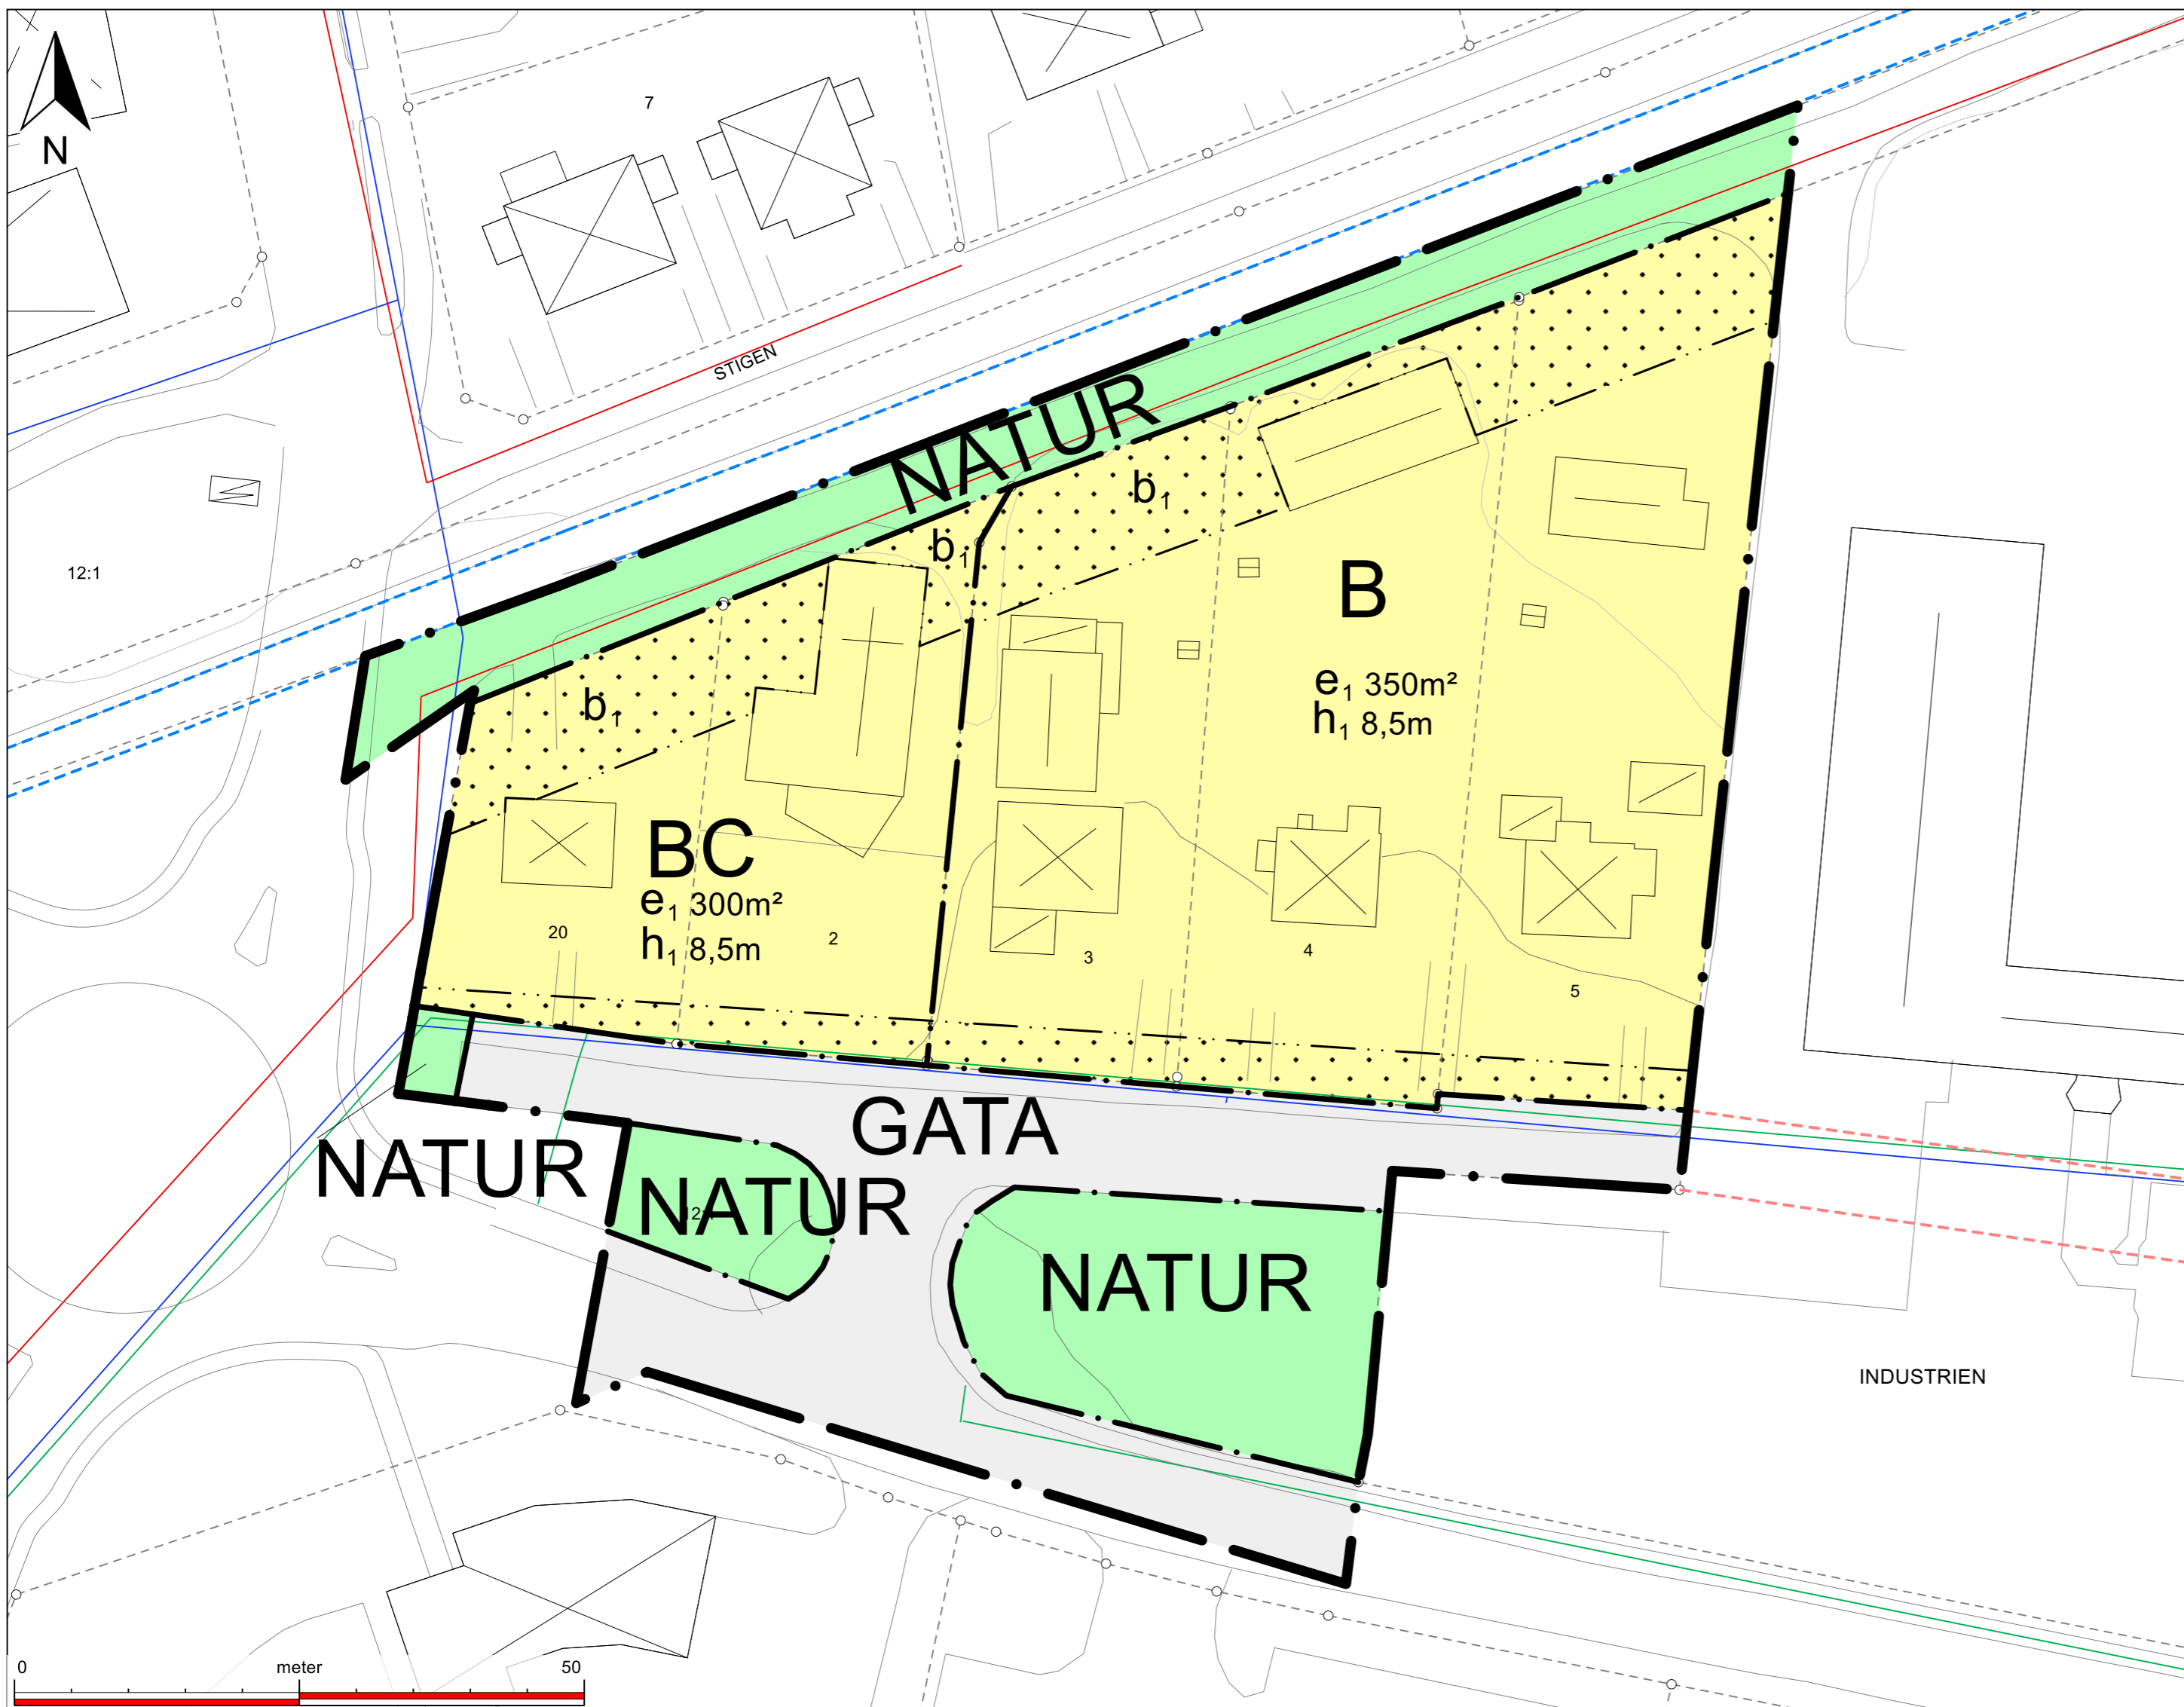 N
7
STIGEN
NATUR
b₁
b₁
12:1
B
e₁ 350m²
h₁ 8,5m
b₁
BC
e₁ 300m²
h₁ 8,5m
20
2
3
4
5
GATA
NATUR
NATUR
NATUR
INDUSTRIEN
0 meter 50